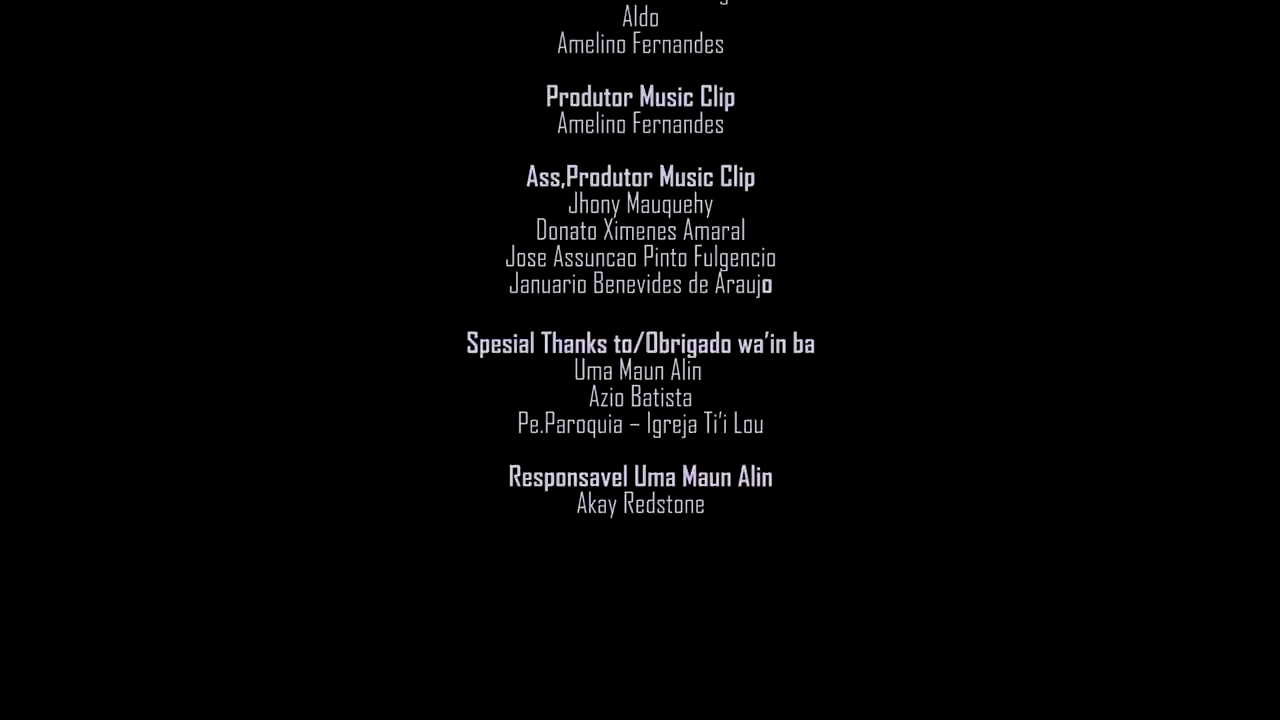 Aldo
Amelino Fernandes
Produtor Music Clip
Amelino Fernandes
Ass,Produtor Music Clip
Jhony Mauquehy
Donato Ximenes Amaral
Jose Assuncao Pinto Fulgencio
Januario Benevides de Araujo
Spesial Thanks to/Obrigado wa’in ba
Uma Maun Alin
Azio Batista
Pe.Paroquia – Igreja Ti’i Lou
Responsavel Uma Maun Alin
Akay Redstone